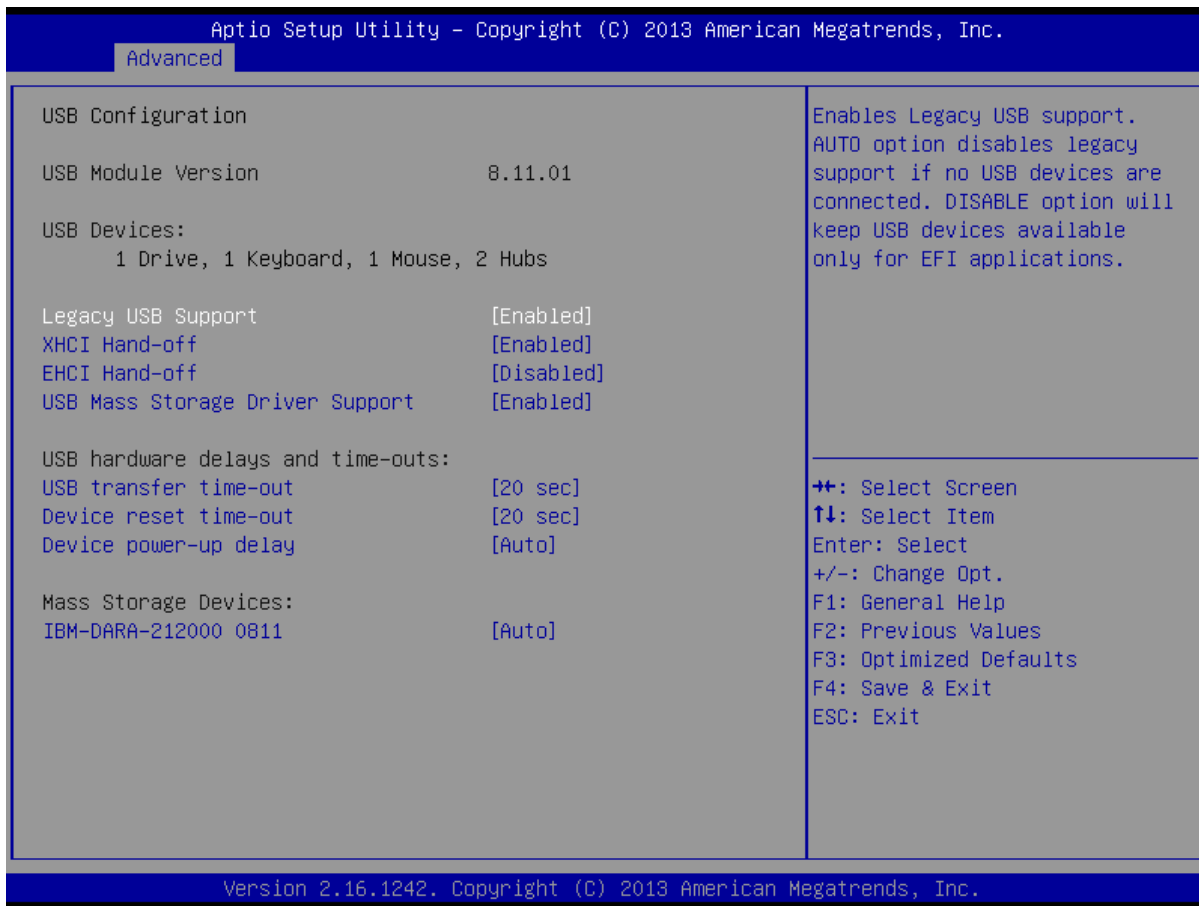 Aptio Setup Utility – Copyright (C) 2013 American Megatrends, Inc.
Advanced
USB Configuration
USB Module Version 8.11.01
USB Devices:
1 Drive, 1 Keyboard, 1 Mouse, 2 Hubs
Legacy USB Support [Enabled]
XHCI Hand-off [Enabled]
EHCI Hand-off [Disabled]
USB Mass Storage Driver Support [Enabled]
USB hardware delays and time-outs:
USB transfer time-out [20 sec]
Device reset time-out [20 sec]
Device power-up delay [Auto]
Mass Storage Devices:
IBM-DARA-212000 0811 [Auto]
Enables Legacy USB support.
AUTO option disables legacy
support if no USB devices are
connected. DISABLE option will
keep USB devices available
only for EFI applications.
→←: Select Screen
↑↓: Select Item
Enter: Select
+/-: Change Opt.
F1: General Help
F2: Previous Values
F3: Optimized Defaults
F4: Save & Exit
ESC: Exit
Version 2.16.1242. Copyright (C) 2013 American Megatrends, Inc.